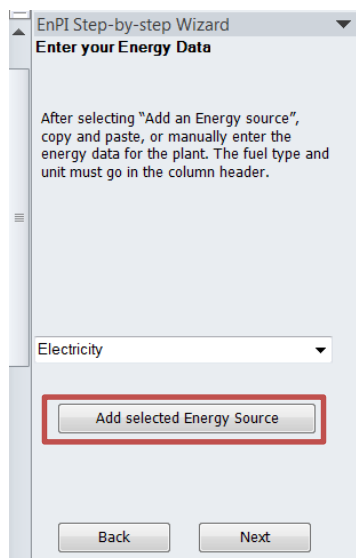 EnPI Step-by-step Wizard
Enter your Energy Data
After selecting “Add an Energy source”,
copy and paste, or manually enter the
energy data for the plant. The fuel type and
unit must go in the column header.
Electricity
Add selected Energy Source
Back
Next